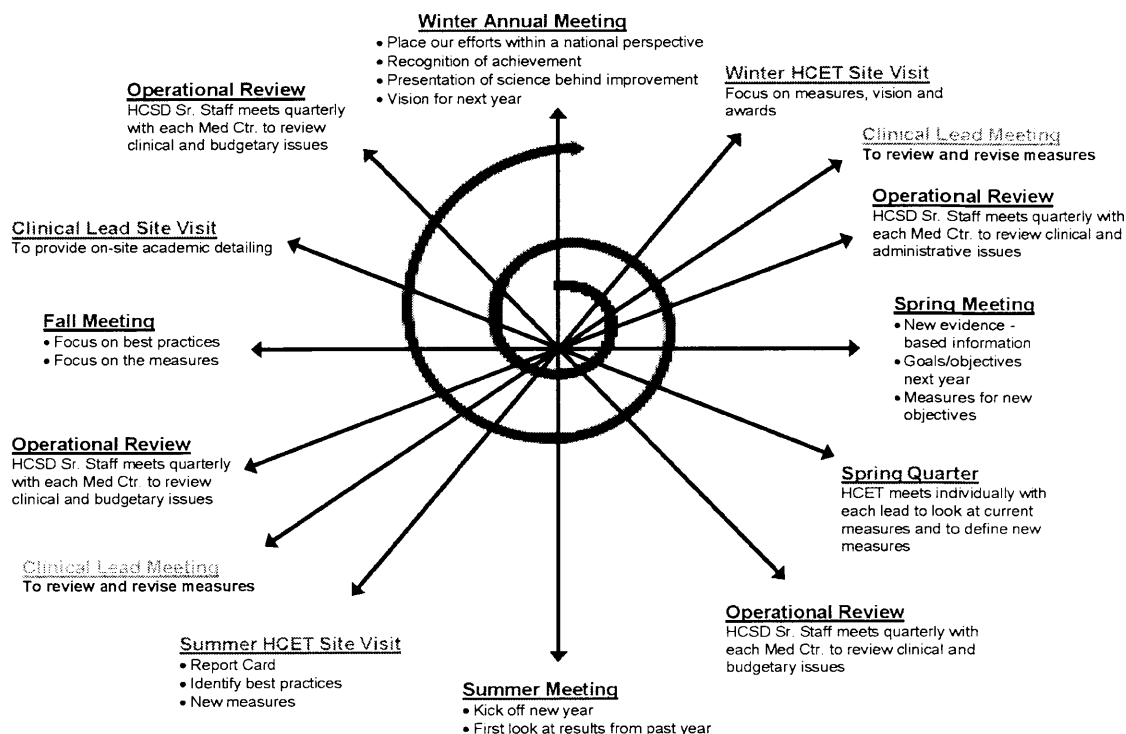 Winter Annual Meeting
• Place our efforts within a national perspective
• Recognition of achievement
• Presentation of science behind improvement
• Vision for next year
Winter HCET Site Visit
Focus on measures, vision and
awards
Clinical Lead Meeting
To review and revise measures
Operational Review
HCSD Sr. Staff meets quarterly with
each Med Ctr. to review clinical and
administrative issues
Spring Meeting
• New evidence -
based information
• Goals/objectives
next year
• Measures for new
objectives
Spring Quarter
HCET meets individually with
each lead to look at current
measures and to define new
measures
Operational Review
HCSD Sr. Staff meets quarterly with
each Med Ctr. to review clinical and
budgetary issues
Summer Meeting
• Kick off new year
• First look at results from past year
Summer HCET Site Visit
• Report Card
• Identify best practices
• New measures
Clinical Lead Meeting
To review and revise measures
Operational Review
HCSD Sr. Staff meets quarterly
with each Med Ctr. to review
clinical and budgetary issues
Fall Meeting
• Focus on best practices
• Focus on the measures
Clinical Lead Site Visit
To provide on-site academic detailing
Operational Review
HCSD Sr. Staff meets quarterly
with each Med Ctr. to review
clinical and budgetary issues